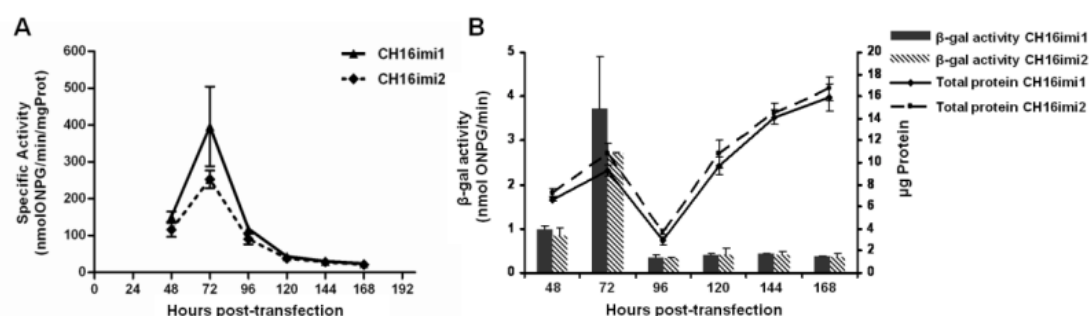 A
Specific Activity
(nmolONPG/min/mgProt)
600
500
400
300
200
100
0
0 24 48 72 96 120 144 168 192
Hours post-transfection
CH16imi1
CH16imi2
B
β-gal activity
(nmol ONPG/min)
5
4
3
2
1
0
48 72 96 120 144 168
Hours post-transfection
20
18
16
14
12
10
8
6
4
2
0
µg Protein
β-gal activity CH16imi1
β-gal activity CH16imi2
Total protein CH16imi1
Total protein CH16imi2